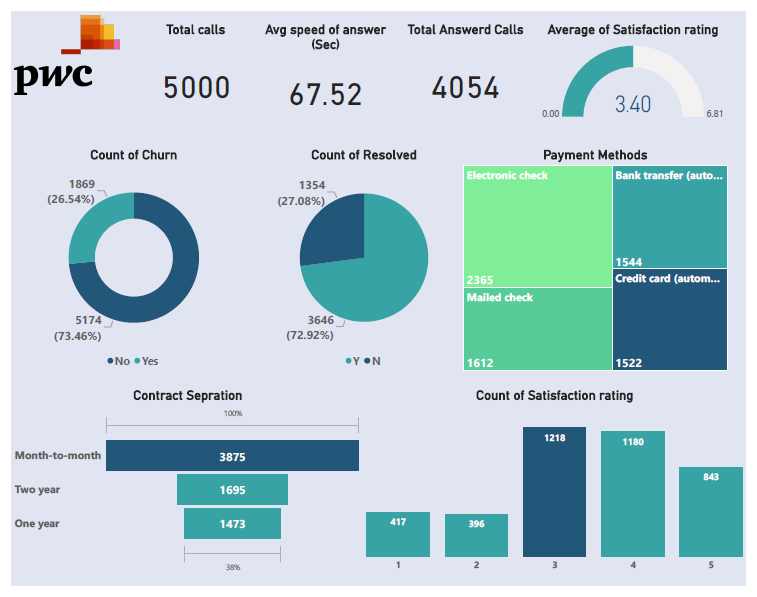 pwc
Total calls
5000
Avg speed of answer
(Sec)
67.52
Total Answerd Calls
4054
Average of Satisfaction rating
3.40
0.00
6.81
Count of Churn
1869
(26.54%)
5174
(73.46%)
No Yes
Count of Resolved
1354
(27.08%)
3646
(72.92%)
Y N
Payment Methods
Electronic check
2365
Bank transfer (auto...
1544
Mailed check
1612
Credit card (autom...
1522
Contract Sepration
100%
Month-to-month
3875
Two year
1695
One year
1473
38%
Count of Satisfaction rating
417
396
1218
1180
843
1 2 3 4 5